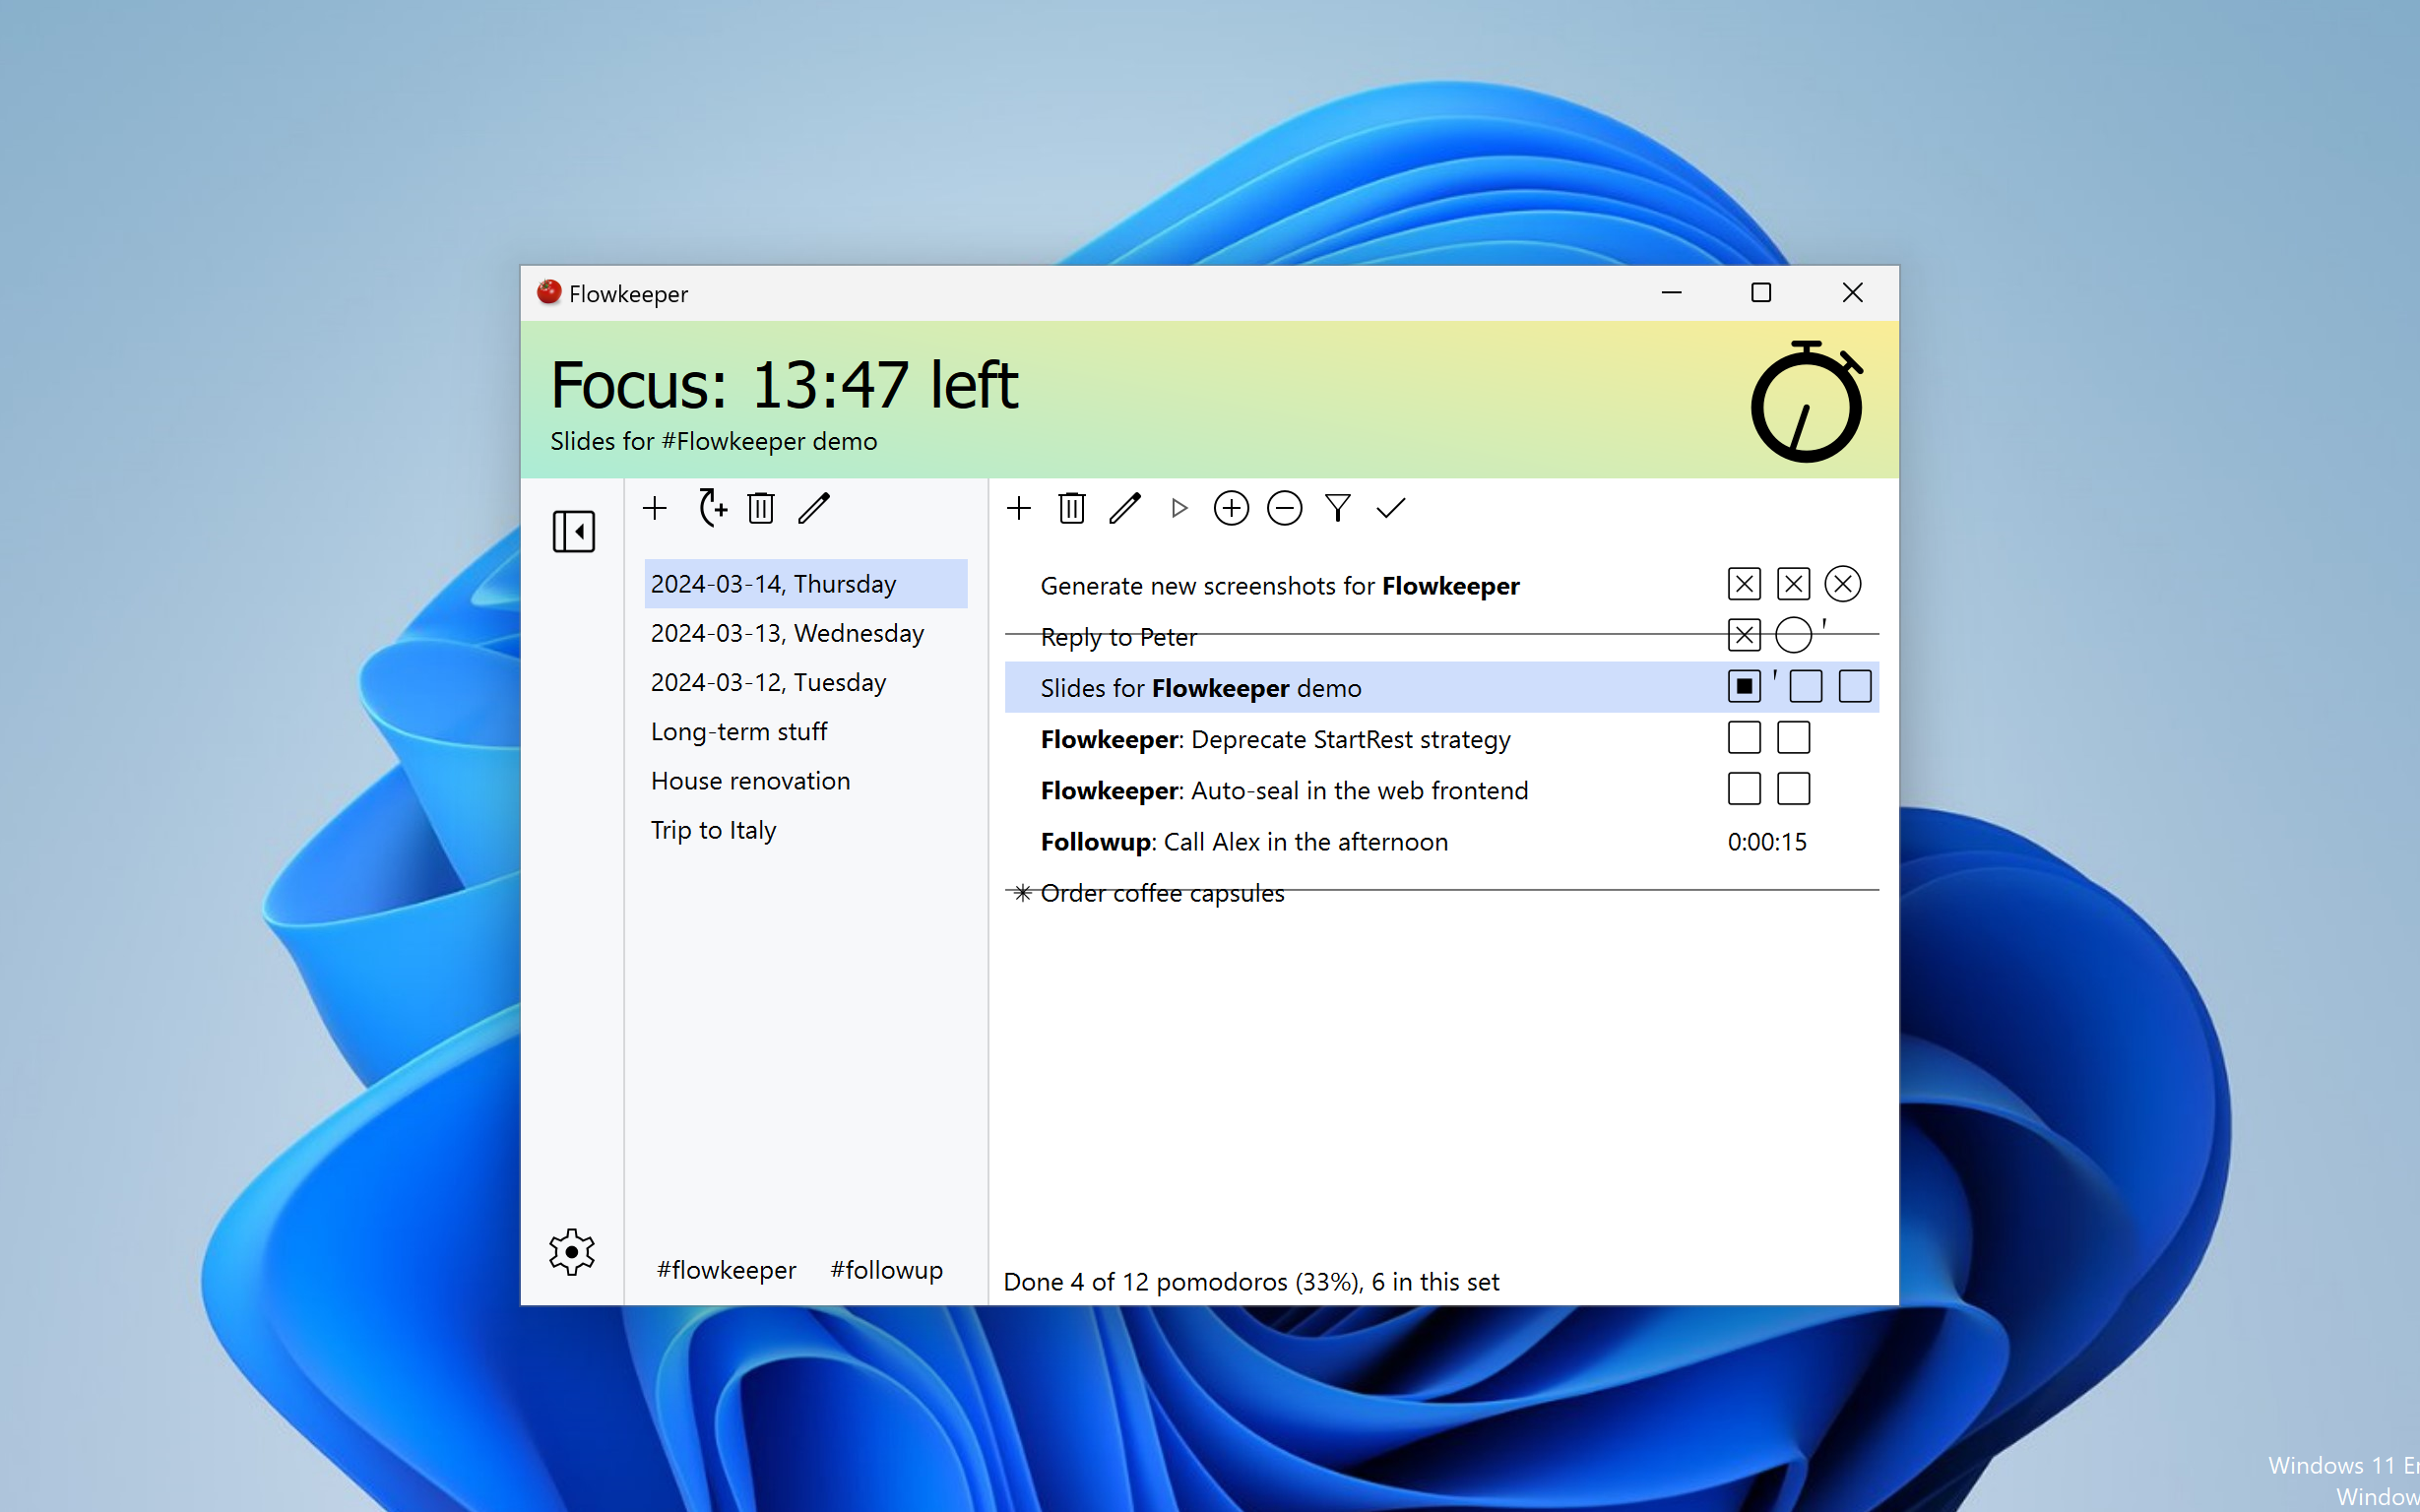 Flowkeeper
Focus: 13:47 left
Slides for #Flowkeeper demo
2024-03-14, Thursday
2024-03-13, Wednesday
2024-03-12, Tuesday
Long-term stuff
House renovation
Trip to Italy
#flowkeeper #followup
Generate new screenshots for Flowkeeper
Reply to Peter
Slides for Flowkeeper demo
Flowkeeper: Deprecate StartRest strategy
Flowkeeper: Auto-seal in the web frontend
Followup: Call Alex in the afternoon 0:00:15
Order coffee capsules
Done 4 of 12 pomodoros (33%), 6 in this set
Windows 11